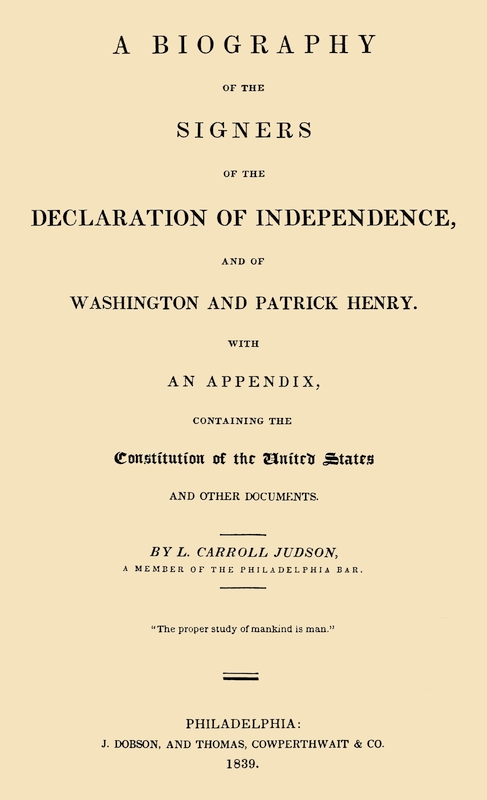 A BIOGRAPHY
OF THE
SIGNERS
OF THE
DECLARATION OF INDEPENDENCE,
AND OF
WASHINGTON AND PATRICK HENRY.
WITH
AN APPENDIX,
CONTAINING THE
Constitution of the United States
AND OTHER DOCUMENTS.
BY L. CARROLL JUDSON,
A MEMBER OF THE PHILADELPHIA BAR.
"The proper study of mankind is man."
PHILADELPHIA:
J. DOBSON, AND THOMAS, COWPERTHWAIT & CO.
1839.